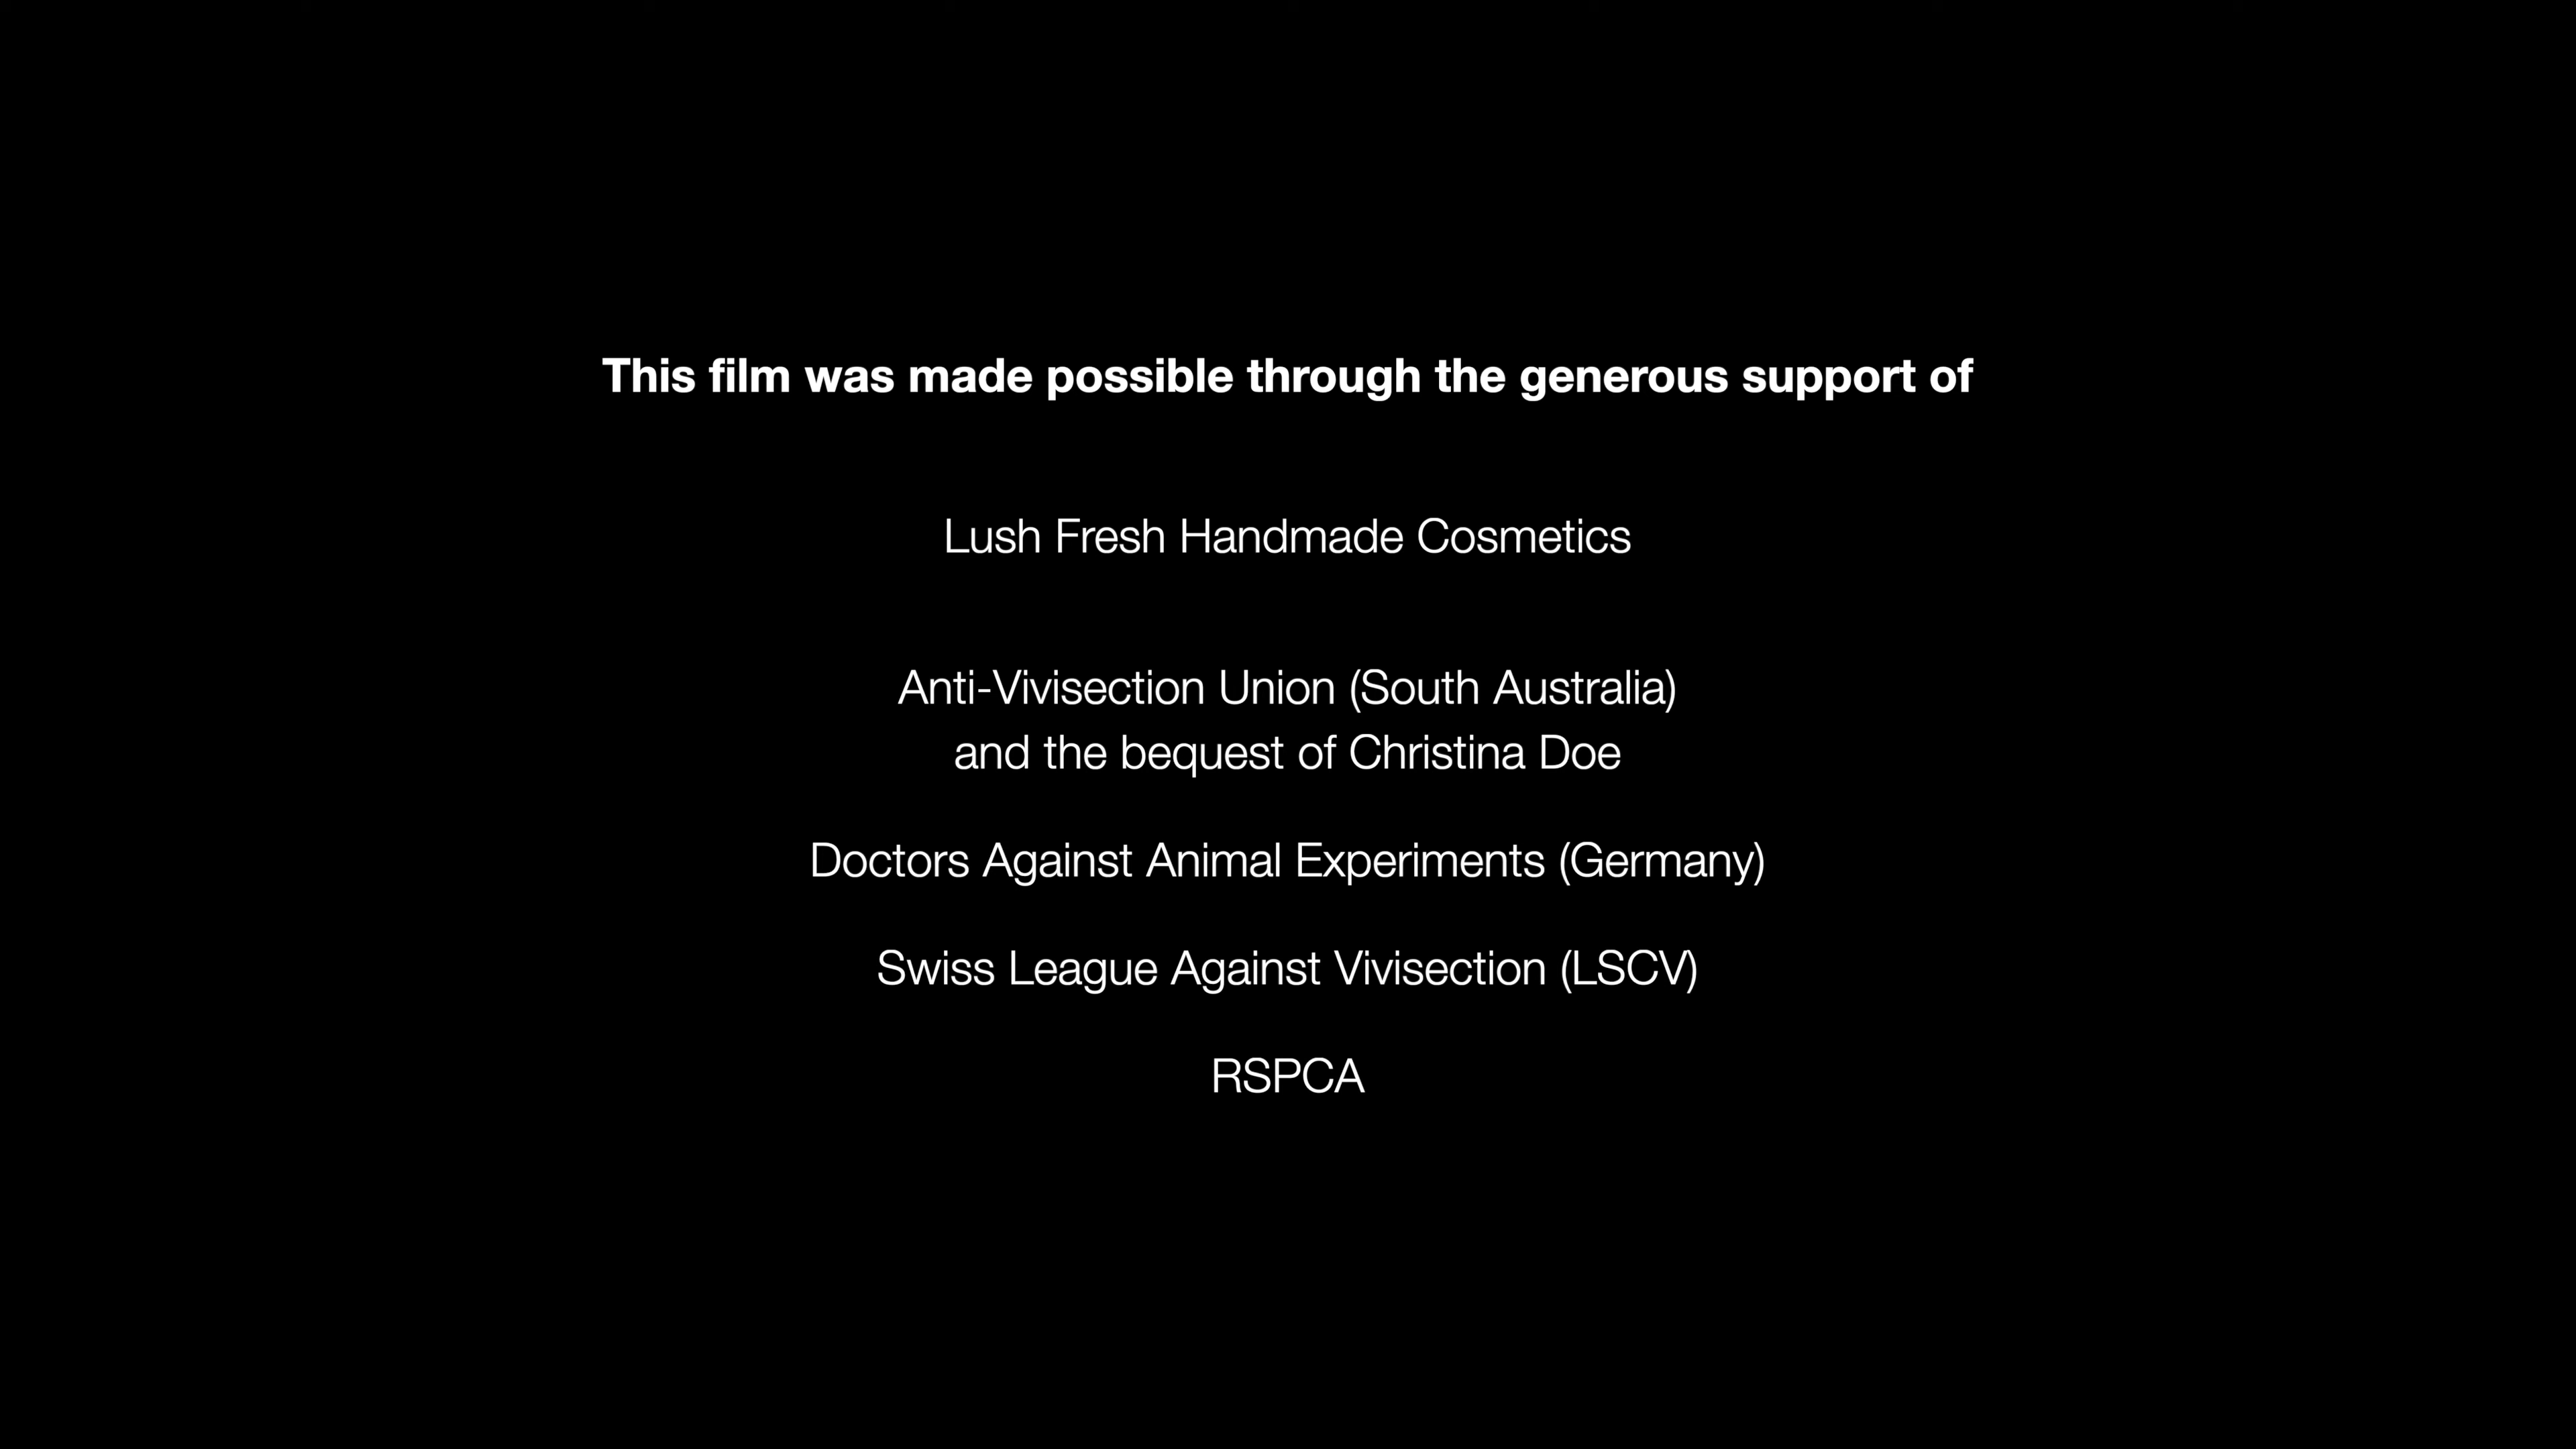 This film was made possible through the generous support of
Lush Fresh Handmade Cosmetics
Anti-Vivisection Union (South Australia)
and the bequest of Christina Doe
Doctors Against Animal Experiments (Germany)
Swiss League Against Vivisection (LSCV)
RSPCA